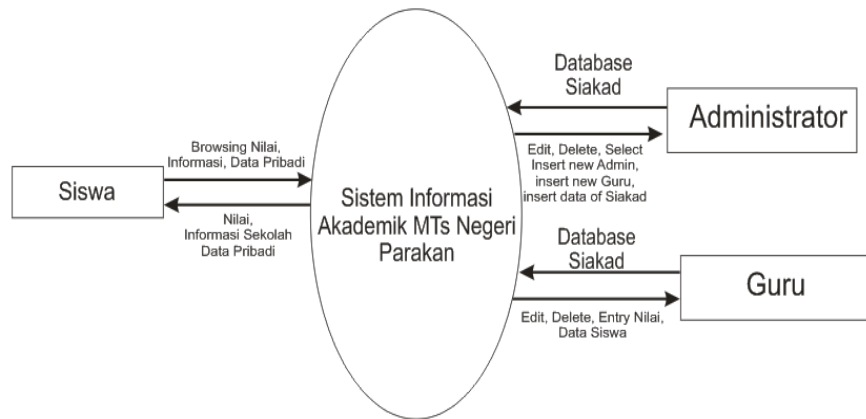 Siswa
Browsing Nilai,
Informasi, Data Pribadi
Nilai,
Informasi Sekolah
Data Pribadi
Sistem Informasi
Akademik MTs Negeri
Parakan
Database
Siakad
Edit, Delete, Select
Insert new Admin,
insert new Guru,
insert data of Siakad
Administrator
Database
Siakad
Edit, Delete, Entry Nilai,
Data Siswa
Guru